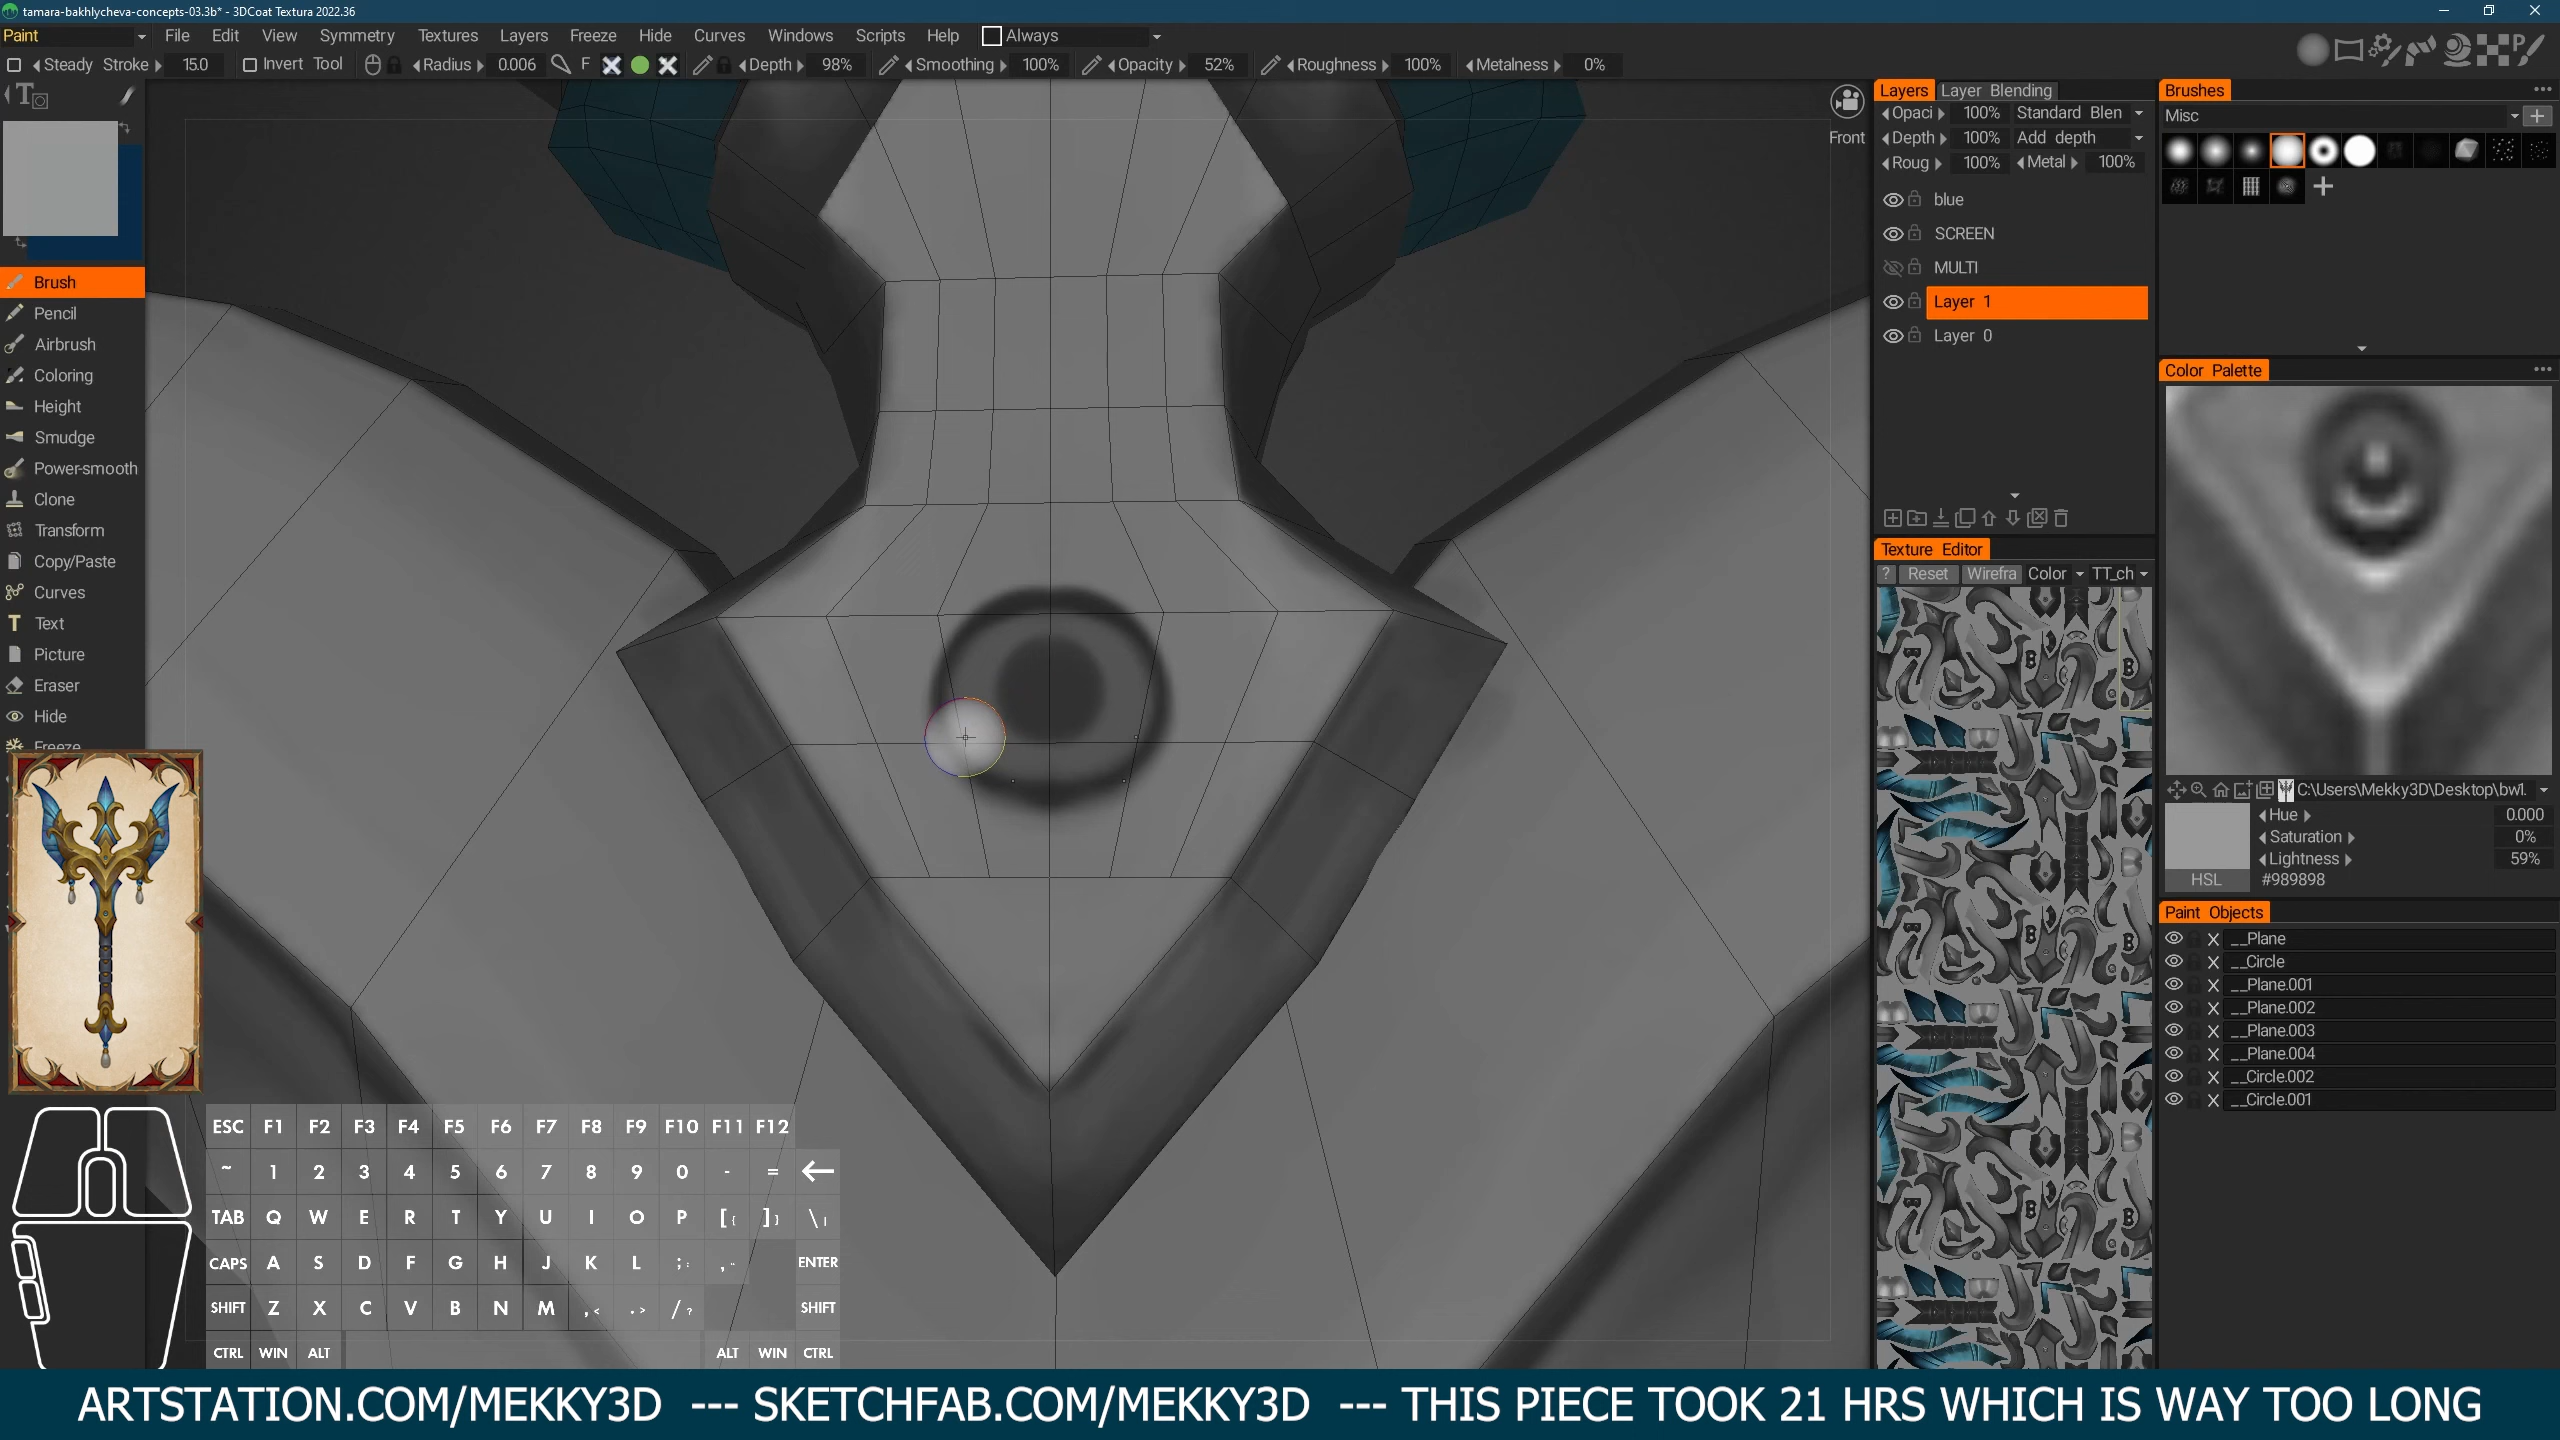 tamara-bakhlycheva-concepts-03.3b* - 3DCoat Textura 2022.36
Paint File Edit View Symmetry Textures Layers Freeze Hide Curves Windows Scripts Help Always
Steady Stroke 15.0 Invert Tool Radius 0.006 F Depth 98% Smoothing 100% Opacity 52% Roughness 100% Metalness 0%
Brush
Pencil
Airbrush
Coloring
Height
Smudge
Power-smooth
Clone
Transform
Copy/Paste
Curves
Text
Picture
Eraser
Hide
Freeze
Front
Layers Layer Blending
Opaci 100% Standard Blen
Depth 100% Add depth
Roug 100% Metal 100%
blue
SCREEN
MULTI
Layer 1
Layer 0
Texture Editor
? Reset Wirefra Color TT_ch
Brushes
Misc
Color Palette
C:\Users\Mekky3D\Desktop\bw1.
Hue 0.000
Saturation 0%
Lightness 59%
HSL #989898
Paint Objects
X __Plane
X __Circle
X __Plane.001
X __Plane.002
X __Plane.003
X __Plane.004
X __Circle.002
X __Circle.001
ESC F1 F2 F3 F4 F5 F6 F7 F8 F9 F10 F11 F12
~ 1 2 3 4 5 6 7 8 9 0 - =
TAB Q W E R T Y U I O P [{ ]} \|
CAPS A S D F G H J K L ;: ," ENTER
SHIFT Z X C V B N M ,< .> /? SHIFT
CTRL WIN ALT ALT WIN CTRL
ARTSTATION.COM/MEKKY3D --- SKETCHFAB.COM/MEKKY3D --- THIS PIECE TOOK 21 HRS WHICH IS WAY TOO LONG